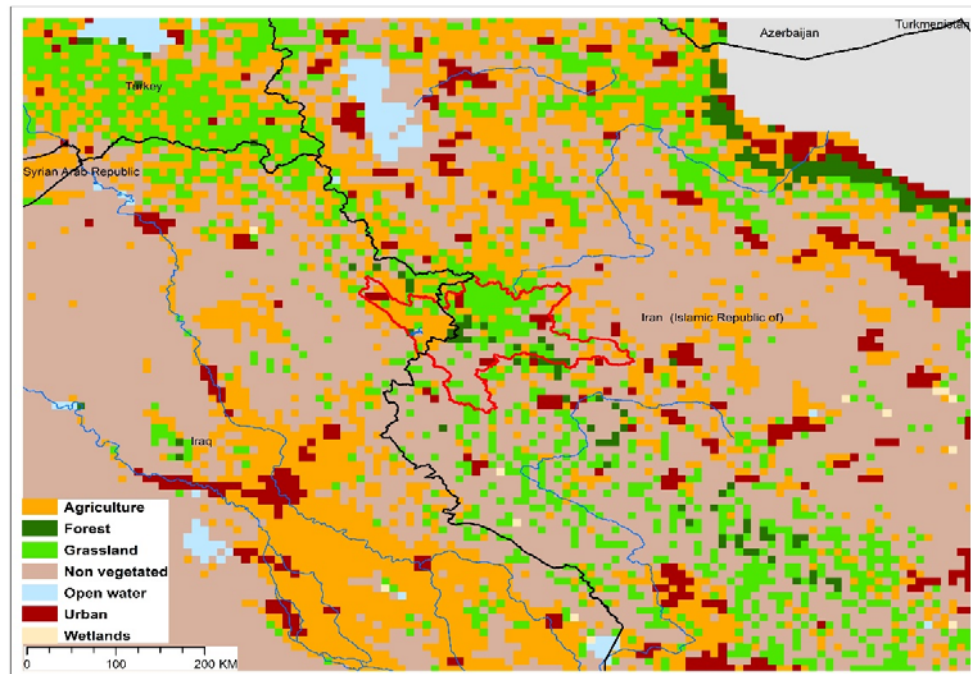 Turkmenistan
Azerbaijan
Turkey
Syrian Arab Republic
Iran (Islamic Republic of)
Iraq
Agriculture
Forest
Grassland
Non vegetated
Open water
Urban
Wetlands
0 100 200 KM